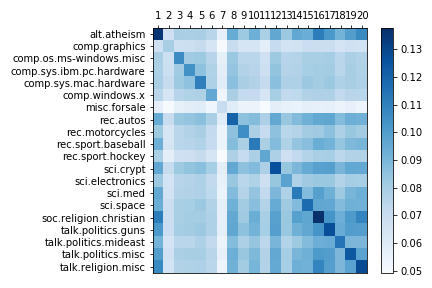 1 2 3 4 5 6 7 8 9 10 11 12 13 14 15 16 17 18 19 20
alt.atheism
comp.graphics
comp.os.ms-windows.misc
comp.sys.ibm.pc.hardware
comp.sys.mac.hardware
comp.windows.x
misc.forsale
rec.autos
rec.motorcycles
rec.sport.baseball
rec.sport.hockey
sci.crypt
sci.electronics
sci.med
sci.space
soc.religion.christian
talk.politics.guns
talk.politics.mideast
talk.politics.misc
talk.religion.misc
0.13
0.12
0.11
0.10
0.09
0.08
0.07
0.06
0.05